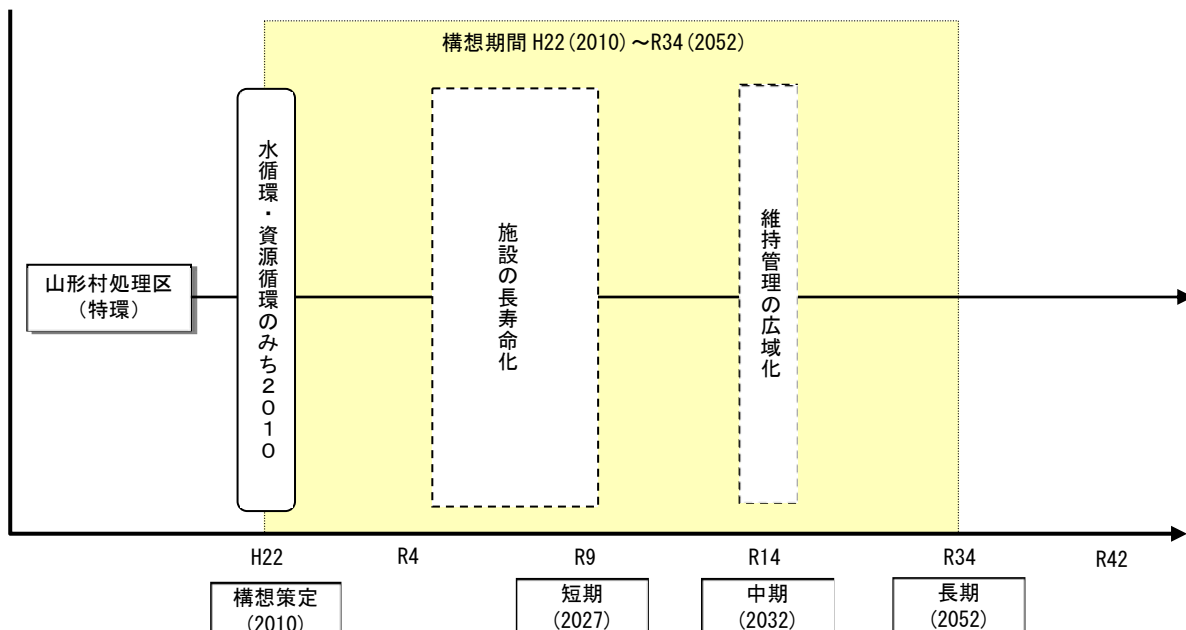 構想期間 H22(2010)～R34(2052)
水循環・資源循環のみち2010
施設の長寿命化
維持管理の広域化
山形村処理区
（特環）
H22
R4
R9
R14
R34
R42
構想策定
(2010)
短期
(2027)
中期
(2032)
長期
(2052)